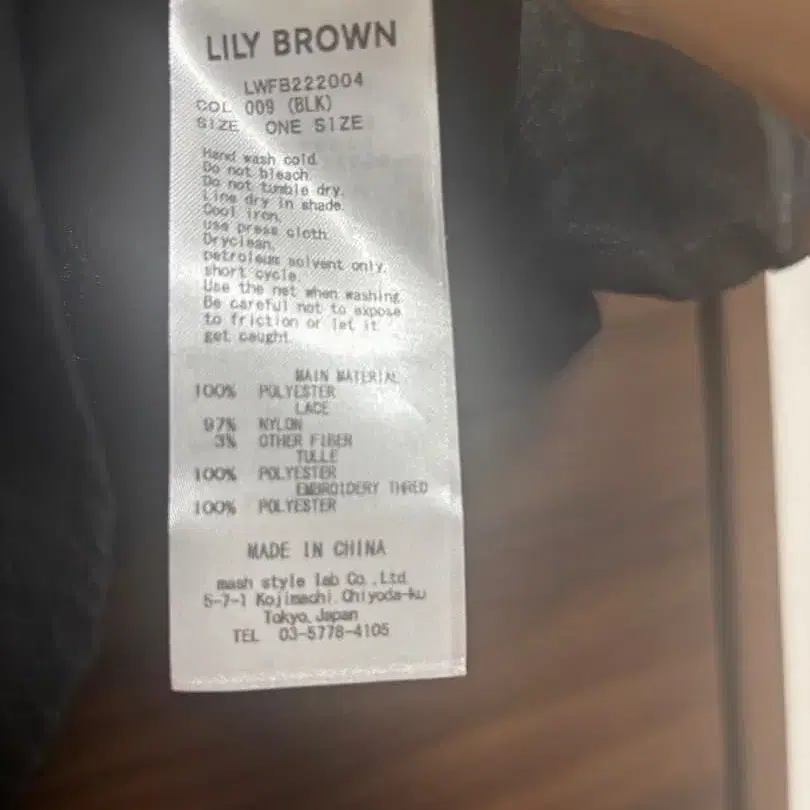 LILY BROWN
LWFB222004
COL 009 (BLK)
SIZE ONE SIZE
Hand wash cold.
Do not bleach.
Do not tumble dry.
Line dry in shade.
Cool iron.
use press cloth.
Dryclean.
petroleum solvent only.
short cycle.
Use the net when washing.
Be careful not to expose
to friction or let it
get caught.
MAIN MATERIAL
100% POLYESTER
LACE
97% NYLON
3% OTHER FIBER
TULLE
100% POLYESTER
EMBROIDERY THRED
100% POLYESTER
MADE IN CHINA
mash style lab Co.,Ltd.
5-7-1 Kojimachi.Chiyoda-ku
Tokyo,Japan
TEL 03-5778-4105